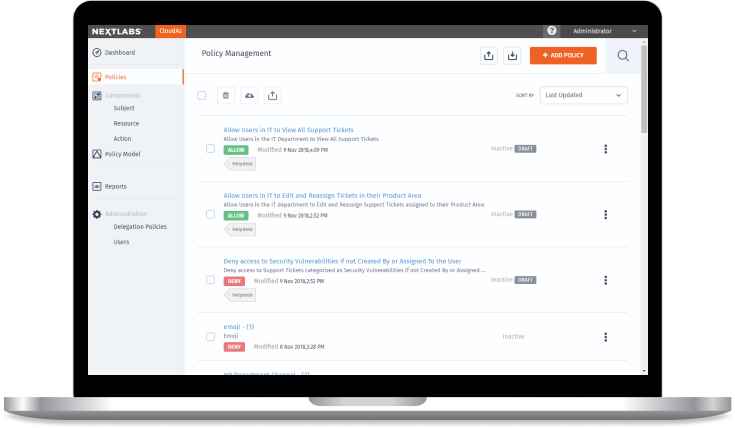 NEXTLABS CloudAz
? Administrator
Dashboard
Policies
Components
Subject
Resource
Action
Policy Model
Reports
Administration
Delegation Policies
Users
Policy Management
+ ADD POLICY
SORT BY Last Updated
Allow Users in IT to View All Support Tickets
Allow Users in the IT Department to View All Support Tickets
ALLOW Modified 9 Nov 2018,4:59 PM
Helpdesk
Inactive DRAFT
Allow Users in IT to Edit and Reassign Tickets in their Product Area
Allow Users in the IT department to Edit and Reassign Support Tickets assigned to their Product Area
ALLOW Modified 9 Nov 2018,2:52 PM
Helpdesk
Inactive DRAFT
Deny access to Security Vulnerabilities if not Created By or Assigned To the User
Deny access to Support Tickets categorized as Security Vulnerabilities if not Created By or Assigned ...
DENY Modified 9 Nov 2018,2:52 PM
Helpdesk
Inactive DRAFT
emoji - (1)
Emoji
DENY Modified 8 Nov 2018,3:28 PM
Inactive
HR Department Channel - (2)